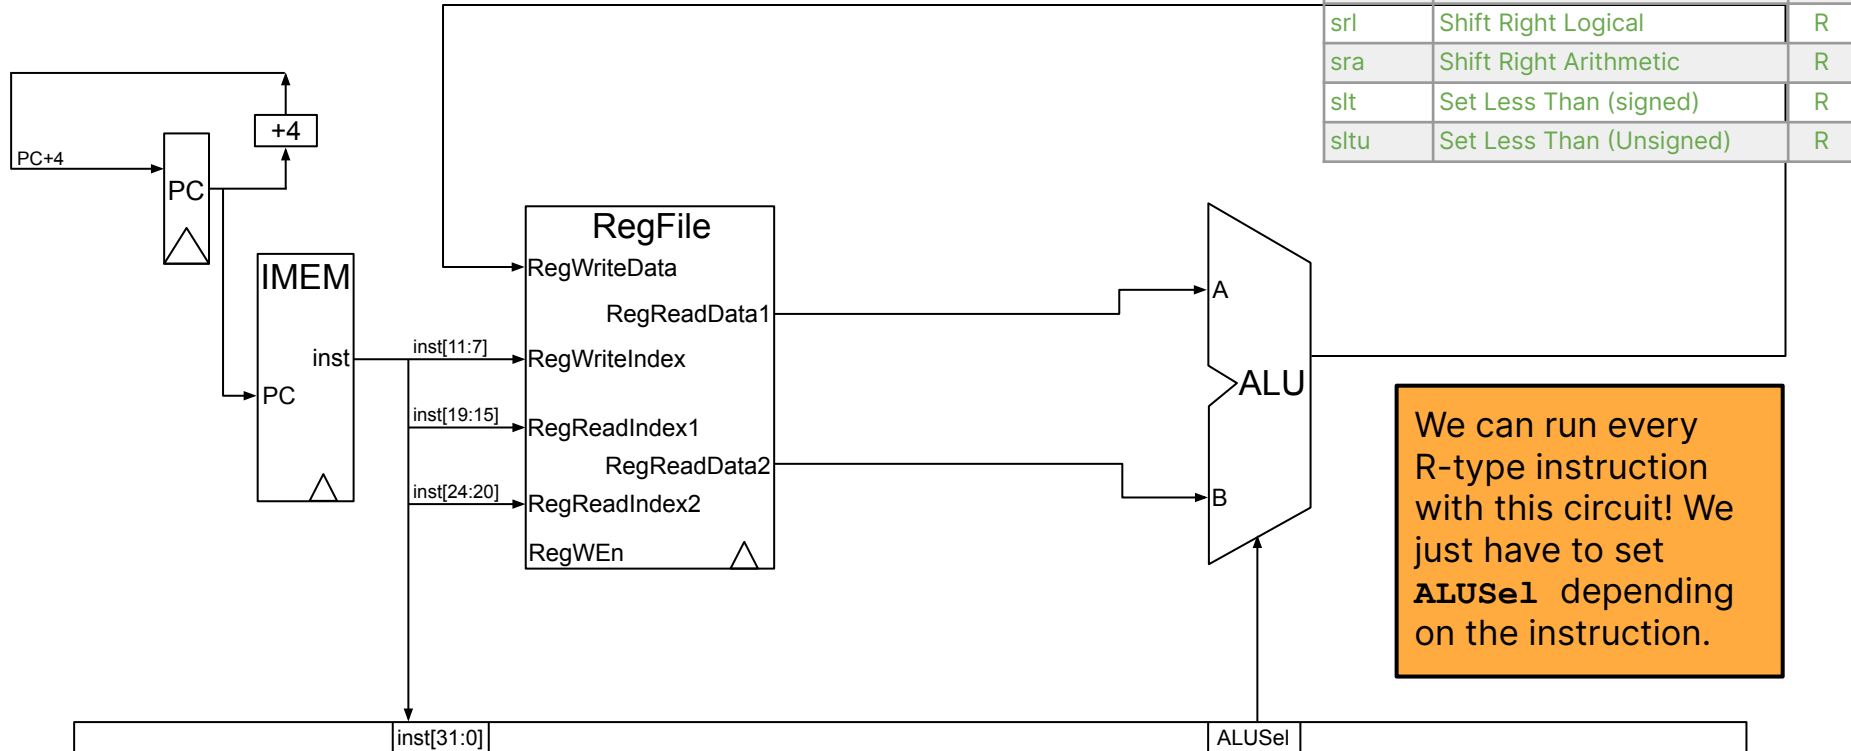 srl Shift Right Logical R
sra Shift Right Arithmetic R
slt Set Less Than (signed) R
sltu Set Less Than (Unsigned) R
+4
PC+4
PC
IMEM
inst
PC
inst[11:7]
inst[19:15]
inst[24:20]
RegFile
RegWriteData
RegReadData1
RegWriteIndex
RegReadIndex1
RegReadData2
RegReadIndex2
RegWEn
A
ALU
B
We can run every
R-type instruction
with this circuit! We
just have to set
ALUSel depending
on the instruction.
inst[31:0]
ALUSel